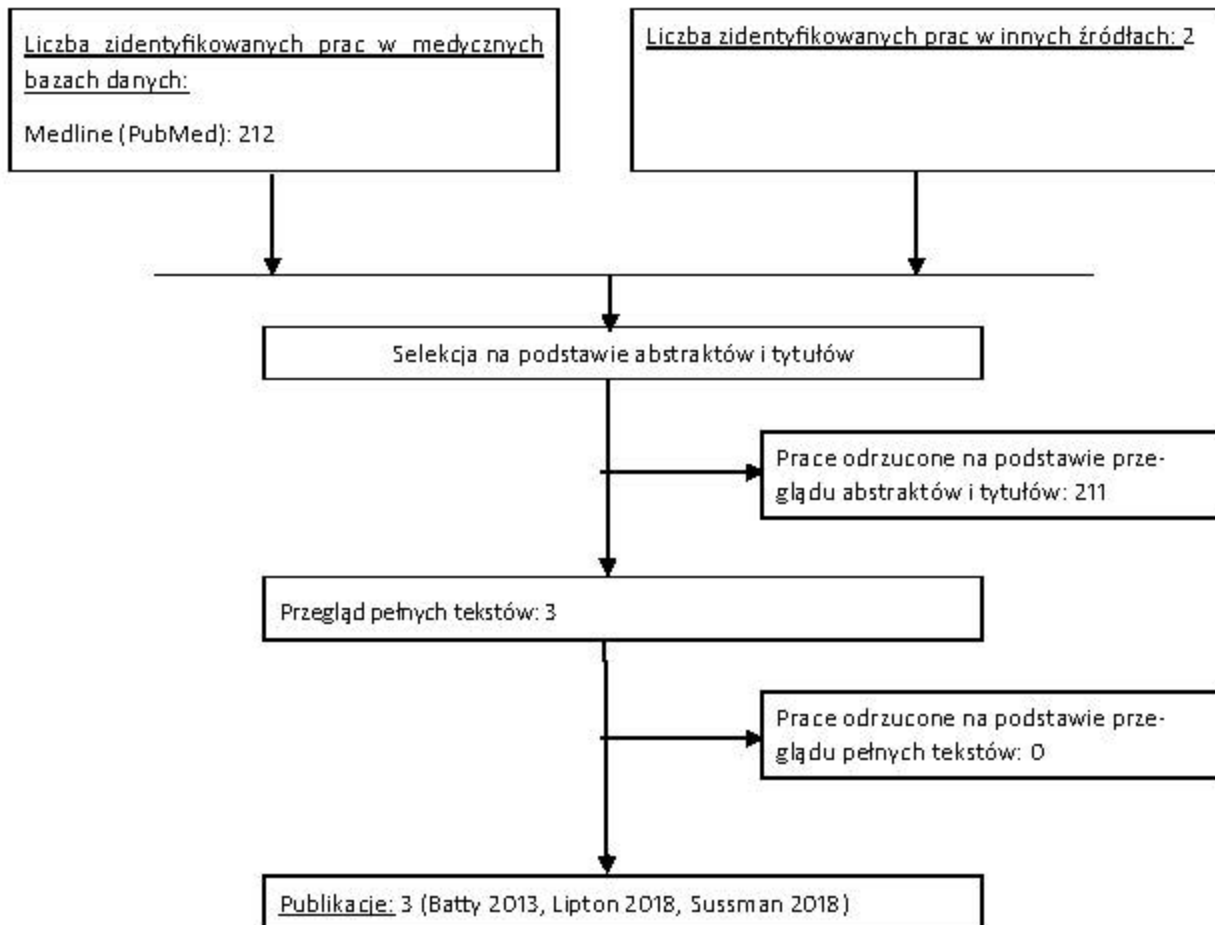 Liczba zidentyfikowanych prac w medycznych
bazach danych:
Medline (PubMed): 212
Liczba zidentyfikowanych prac w innych źródłach: 2
Selekcja na podstawie abstraktów i tytułów
Prace odrzucone na podstawie prze-
glądu abstraktów i tytułów: 211
Przegląd pełnych tekstów: 3
Prace odrzucone na podstawie prze-
glądu pełnych tekstów: 0
Publikacje: 3 (Batty 2013, Lipton 2018, Sussman 2018)